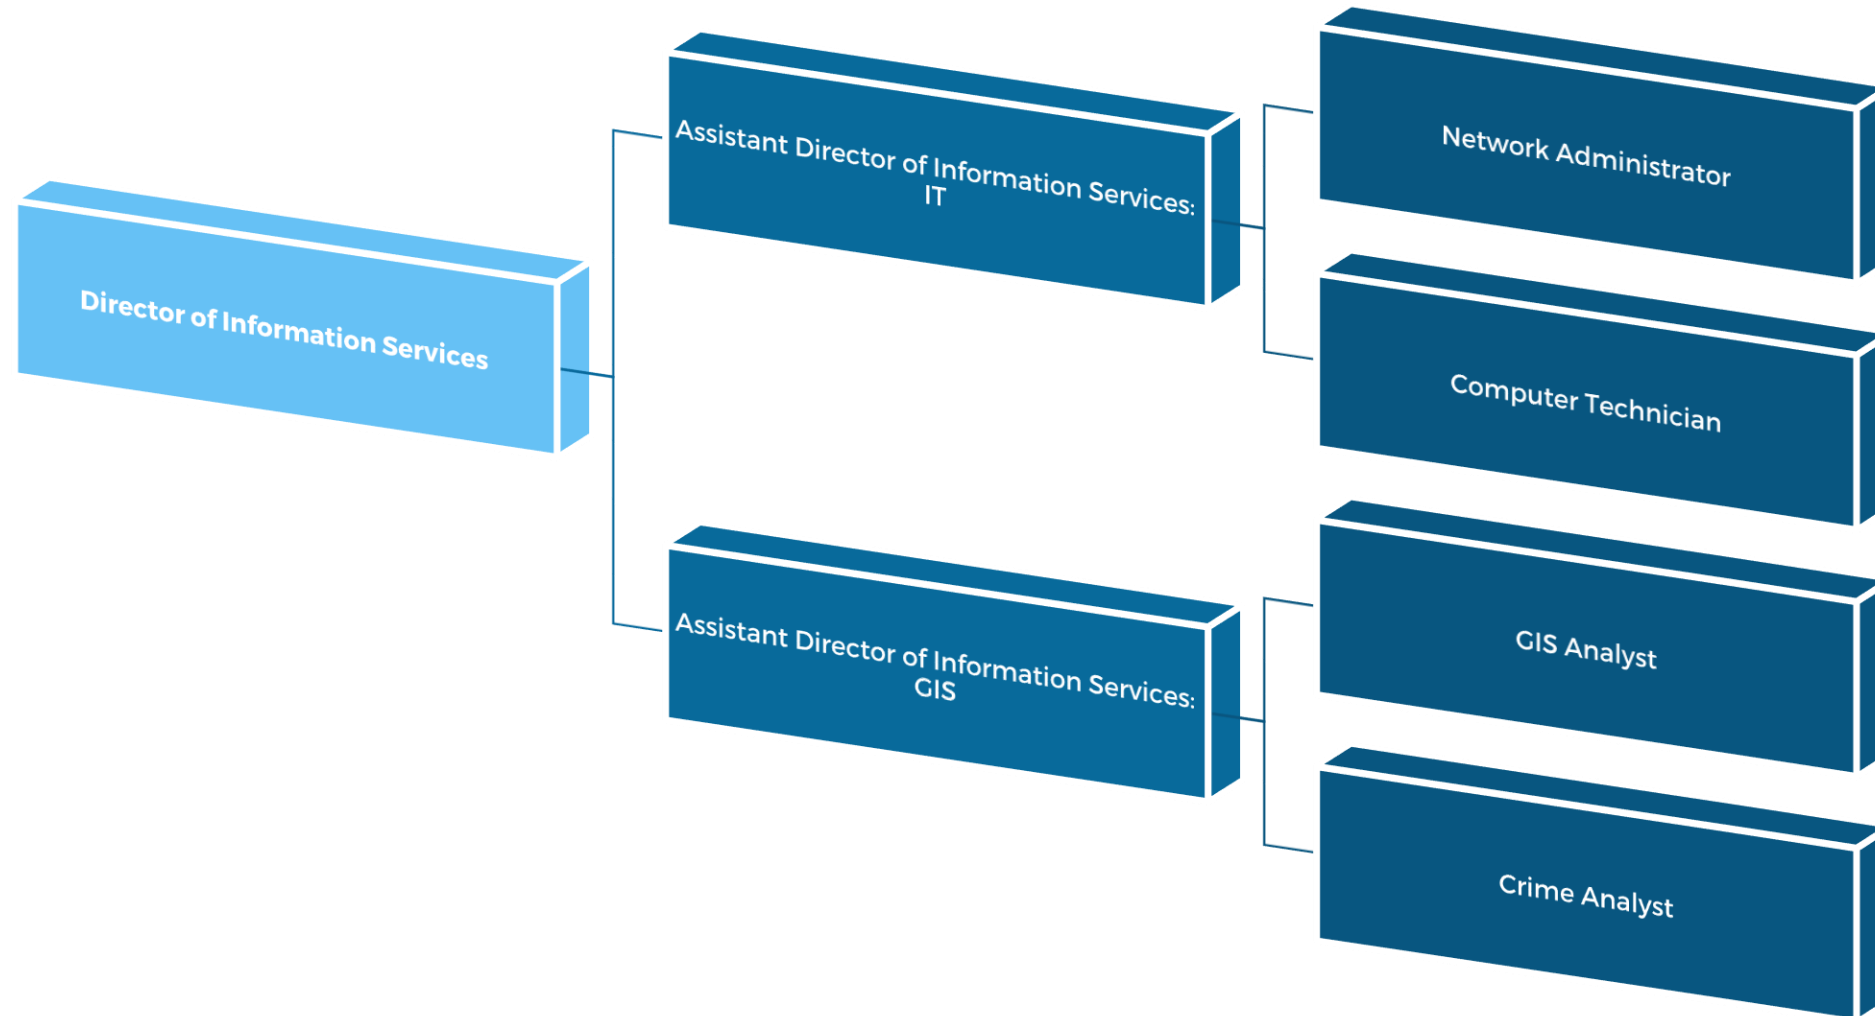 Director of Information Services
Assistant Director of Information Services:
IT
Network Administrator
Computer Technician
Assistant Director of Information Services:
GIS
GIS Analyst
Crime Analyst